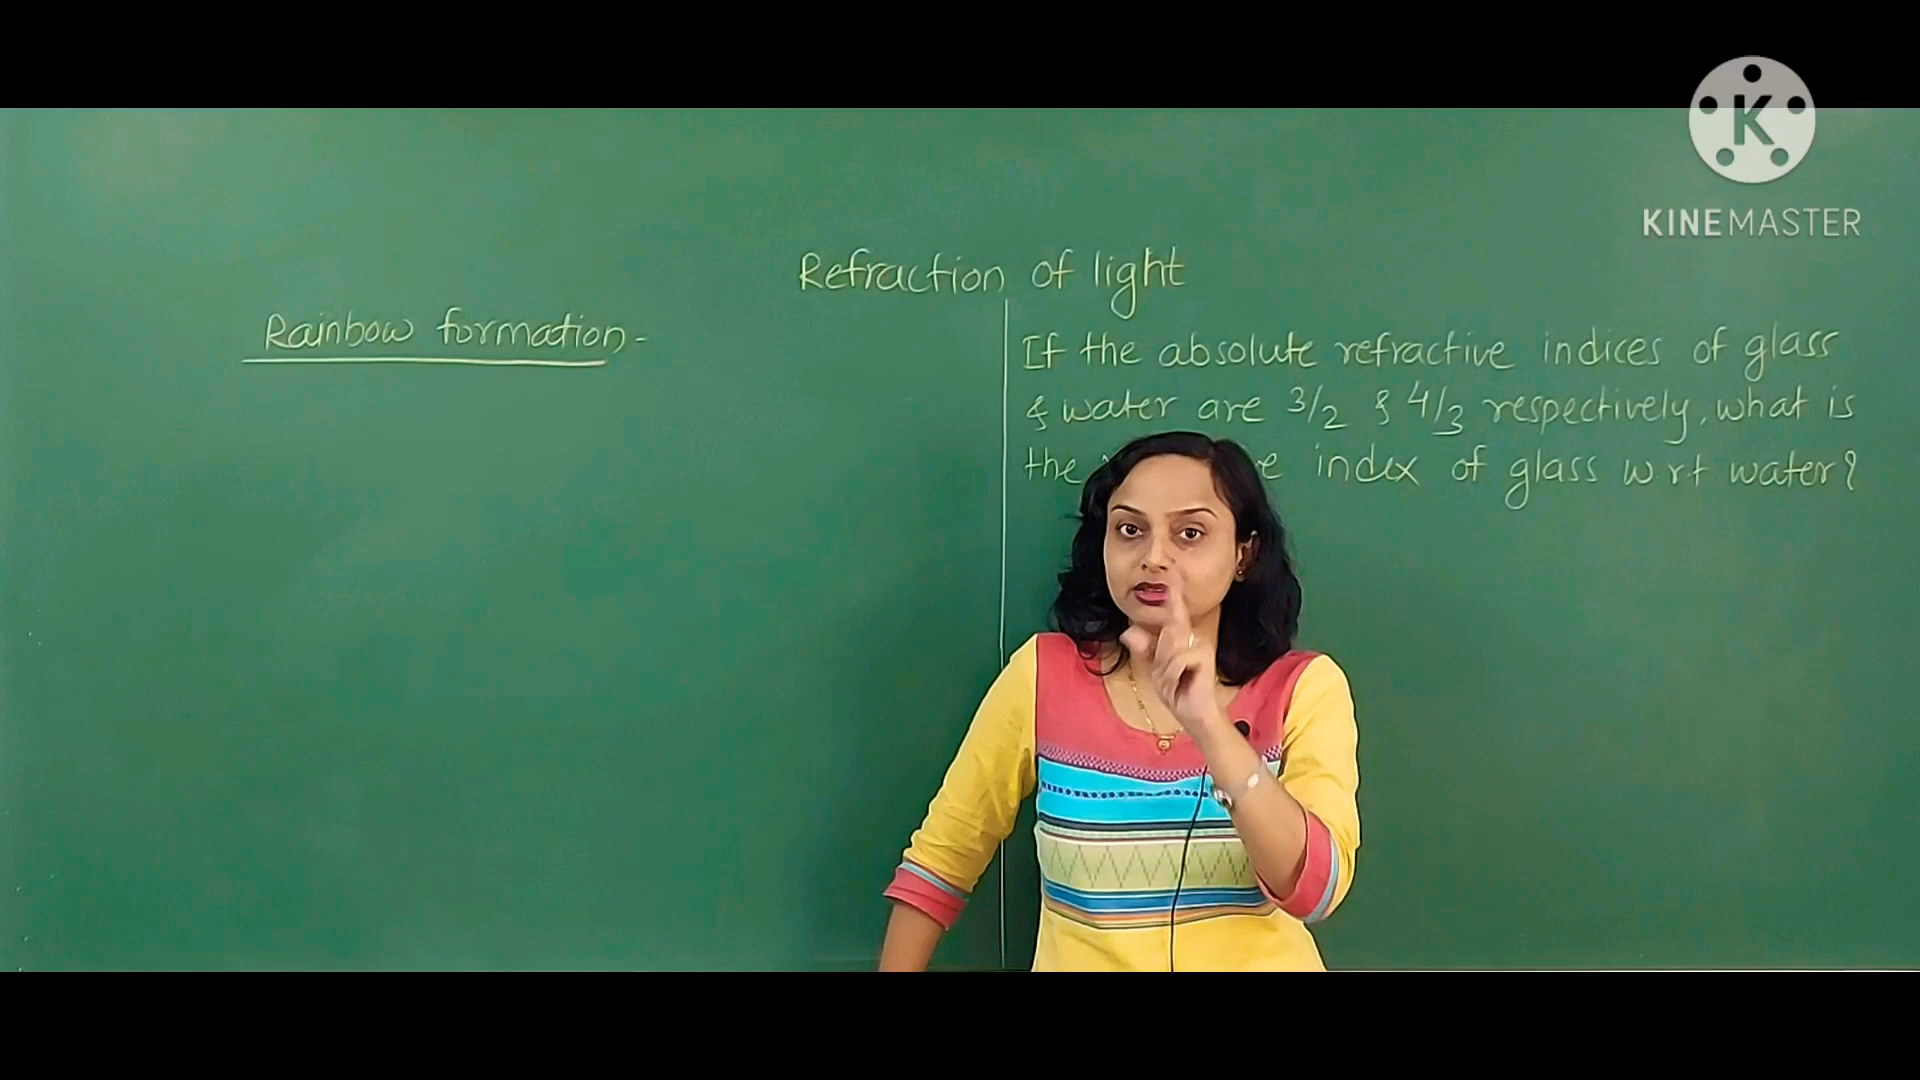 K
KINEMASTER
Refraction of light
Rainbow formation -
If the absolute refractive indices of glass
& water are 3/2 & 4/3 respectively, what is
the index of glass wrt water?